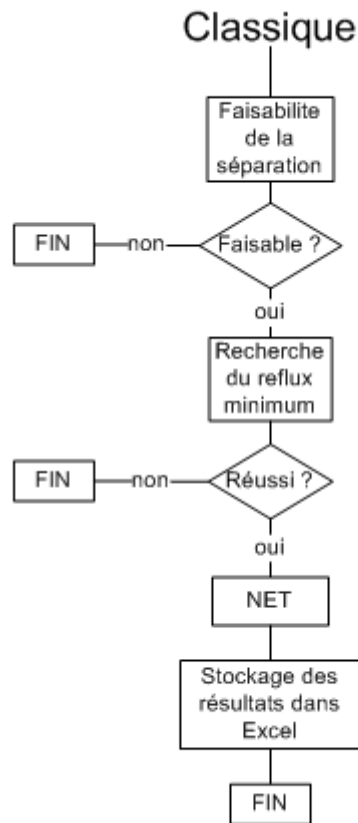 Classique
Faisabilite
de la
séparation
FIN
non
Faisable ?
oui
Recherche
du reflux
minimum
FIN
non
Réussi ?
oui
NET
Stockage des
résultats dans
Excel
FIN